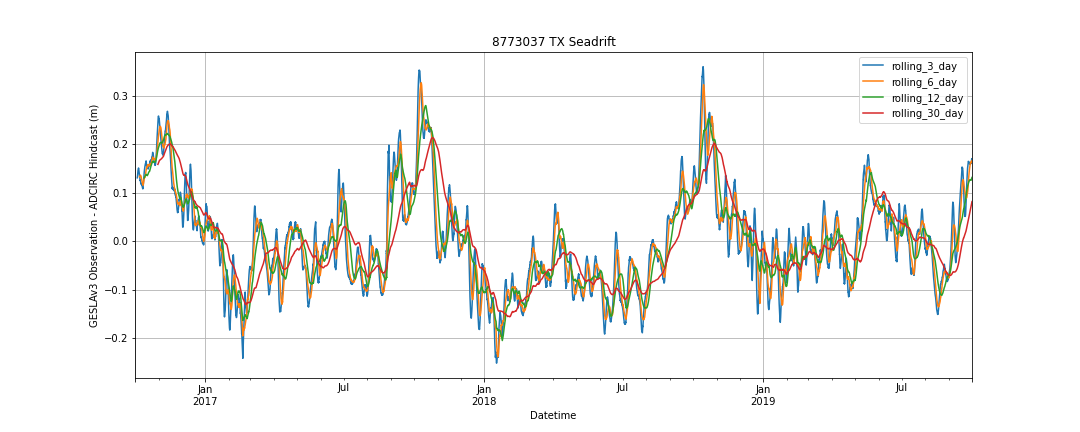 8773037 TX Seadrift
GESLAv3 Observation - ADCIRC Hindcast (m)
0.3
0.2
0.1
0.0
−0.1
−0.2
rolling_3_day
rolling_6_day
rolling_12_day
rolling_30_day
Jan
2017
Jul
Jan
2018
Jul
Jan
2019
Jul
Datetime